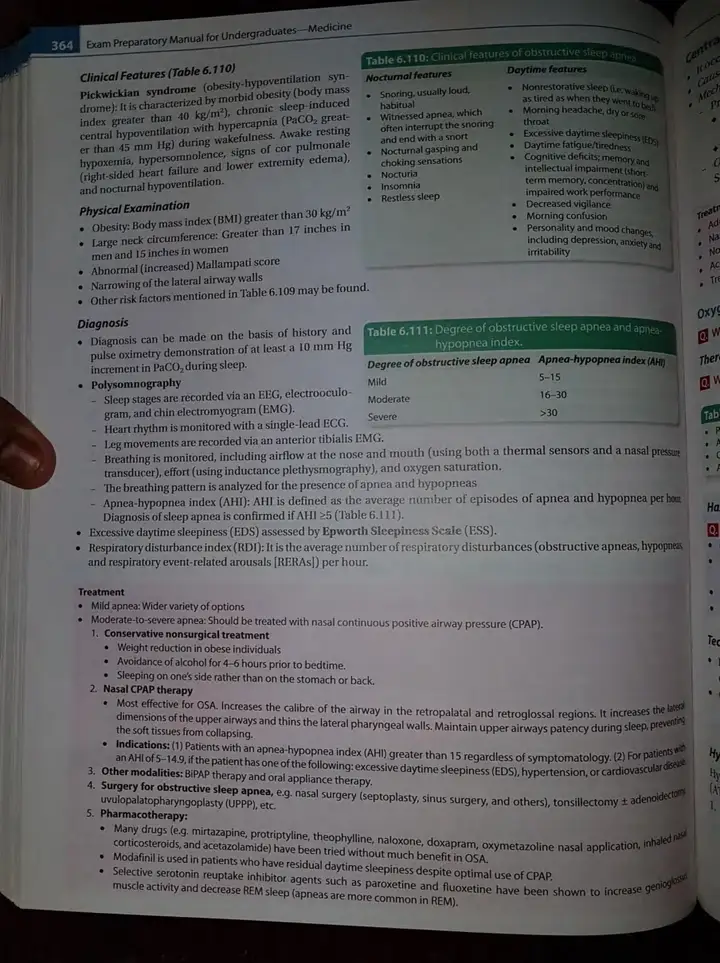 364 Exam Preparatory Manual for Undergraduates—Medicine
Clinical Features (Table 6.110)
Pickwickian syndrome (obesity-hypoventilation syn-
drome): It is characterized by morbid obesity (body mass
index greater than 40 kg/m²), chronic sleep-induced
central hypoventilation with hypercapnia (PaCO₂ great-
er than 45 mm Hg) during wakefulness. Awake resting
hypoxemia, hypersomnolence, signs of cor pulmonale
(right-sided heart failure and lower extremity edema),
and nocturnal hypoventilation.
Physical Examination
• Obesity: Body mass index (BMI) greater than 30 kg/m²
• Large neck circumference: Greater than 17 inches in
men and 15 inches in women
• Abnormal (increased) Mallampati score
• Narrowing of the lateral airway walls
• Other risk factors mentioned in Table 6.109 may be found.
Table 6.110: Clinical features of obstructive sleep apnea
Nocturnal features
• Snoring, usually loud,
habitual
• Witnessed apnea, which
often interrupt the snoring
and end with a snort
• Nocturnal gasping and
choking sensations
• Nocturia
• Insomnia
• Restless sleep
Daytime features
• Nonrestorative sleep (i.e. waking up
as tired as when they went to bed)
• Morning headache, dry or sore
throat
• Excessive daytime sleepiness (EDS)
• Daytime fatigue/tiredness
• Cognitive deficits; memory and
intellectual impairment (short-
term memory, concentration) and
impaired work performance
• Decreased vigilance
• Morning confusion
• Personality and mood changes,
including depression, anxiety and
irritability
Diagnosis
• Diagnosis can be made on the basis of history and
pulse oximetry demonstration of at least a 10 mm Hg
increment in PaCO₂ during sleep.
• Polysomnography
– Sleep stages are recorded via an EEG, electrooculo-
gram, and chin electromyogram (EMG).
– Heart rhythm is monitored with a single-lead ECG.
– Leg movements are recorded via an anterior tibialis EMG.
– Breathing is monitored, including airflow at the nose and mouth (using both a thermal sensors and a nasal pressure
transducer), effort (using inductance plethysmography), and oxygen saturation.
– The breathing pattern is analyzed for the presence of apnea and hypopneas
– Apnea-hypopnea index (AHI): AHI is defined as the average number of episodes of apnea and hypopnea per hour.
Diagnosis of sleep apnea is confirmed if AHI ≥5 (Table 6.111).
• Excessive daytime sleepiness (EDS) assessed by Epworth Sleepiness Scale (ESS).
• Respiratory disturbance index (RDI): It is the average number of respiratory disturbances (obstructive apneas, hypopneas,
and respiratory event-related arousals [RERAs]) per hour.
Table 6.111: Degree of obstructive sleep apnea and apnea-
hypopnea index.
Degree of obstructive sleep apnea Apnea-hypopnea index (AHI)
Mild 5–15
Moderate 16–30
Severe >30
Treatment
• Mild apnea: Wider variety of options
• Moderate-to-severe apnea: Should be treated with nasal continuous positive airway pressure (CPAP).
1. Conservative nonsurgical treatment
• Weight reduction in obese individuals
• Avoidance of alcohol for 4–6 hours prior to bedtime.
• Sleeping on one's side rather than on the stomach or back.
2. Nasal CPAP therapy
• Most effective for OSA. Increases the calibre of the airway in the retropalatal and retroglossal regions. It increases the lateral
dimensions of the upper airways and thins the lateral pharyngeal walls. Maintain upper airways patency during sleep, preventing
the soft tissues from collapsing.
• Indications: (1) Patients with an apnea-hypopnea index (AHI) greater than 15 regardless of symptomatology. (2) For patients with
an AHI of 5–14.9, if the patient has one of the following: excessive daytime sleepiness (EDS), hypertension, or cardiovascular disease
3. Other modalities: BiPAP therapy and oral appliance therapy.
4. Surgery for obstructive sleep apnea, e.g. nasal surgery (septoplasty, sinus surgery, and others), tonsillectomy ± adenoidectomy,
uvulopalatopharyngoplasty (UPPP), etc.
5. Pharmacotherapy:
• Many drugs (e.g. mirtazapine, protriptyline, theophylline, naloxone, doxapram, oxymetazoline nasal application, inhaled nasal
corticosteroids, and acetazolamide) have been tried without much benefit in OSA.
• Modafinil is used in patients who have residual daytime sleepiness despite optimal use of CPAP.
• Selective serotonin reuptake inhibitor agents such as paroxetine and fluoxetine have been shown to increase genioglossus
muscle activity and decrease REM sleep (apneas are more common in REM).